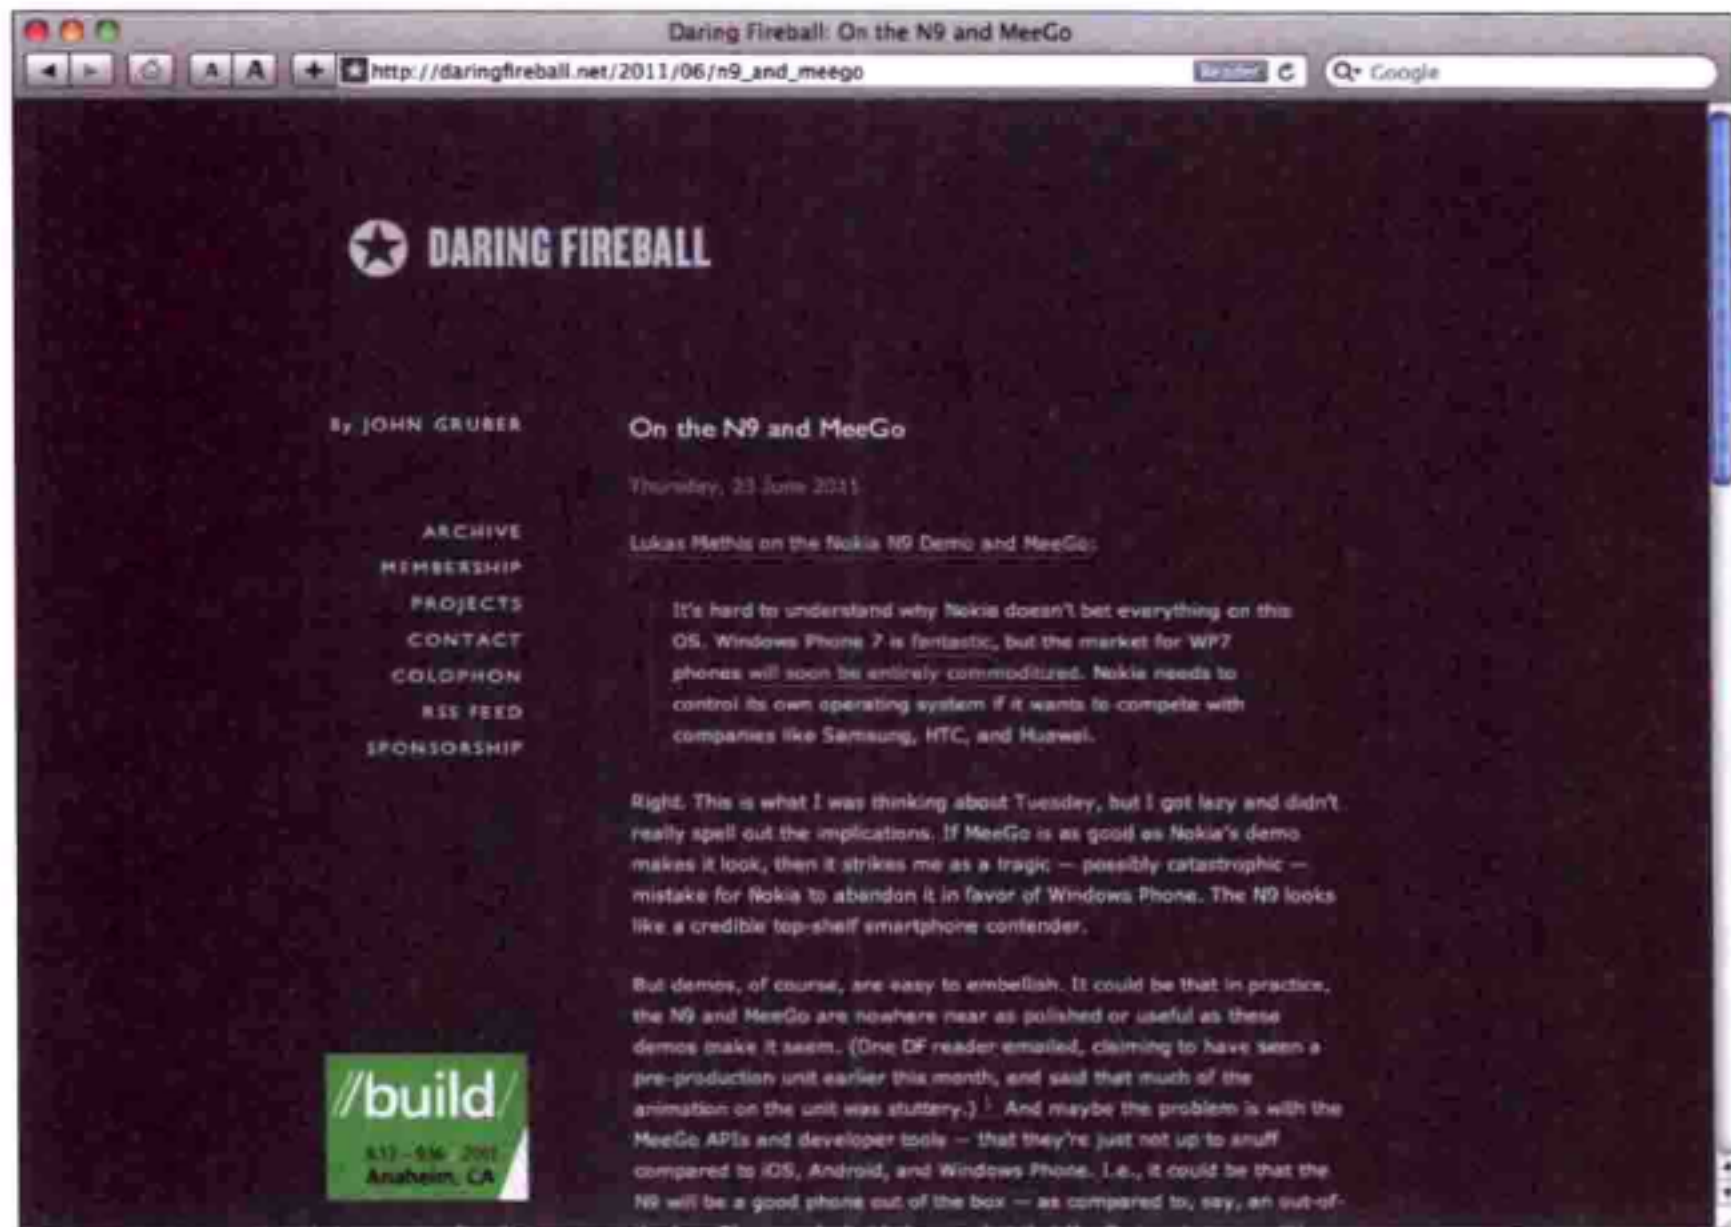 Daring Fireball: On the N9 and MeeGo
A A + http://daringfireball.net/2011/06/n9_and_meego Reader Google
DARING FIREBALL
By JOHN GRUBER
ARCHIVE
MEMBERSHIP
PROJECTS
CONTACT
COLOPHON
RSS FEED
SPONSORSHIP
//build/
9.13 – 9.16 2011
Anaheim, CA
On the N9 and MeeGo
Thursday, 23 June 2011
Lukas Mathis on the Nokia N9 Demo and MeeGo:
It's hard to understand why Nokia doesn't bet everything on this
OS. Windows Phone 7 is fantastic, but the market for WP7
phones will soon be entirely commoditized. Nokia needs to
control its own operating system if it wants to compete with
companies like Samsung, HTC, and Huawei.
Right. This is what I was thinking about Tuesday, but I got lazy and didn't
really spell out the implications. If MeeGo is as good as Nokia's demo
makes it look, then it strikes me as a tragic — possibly catastrophic —
mistake for Nokia to abandon it in favor of Windows Phone. The N9 looks
like a credible top-shelf smartphone contender.
But demos, of course, are easy to embellish. It could be that in practice,
the N9 and MeeGo are nowhere near as polished or useful as these
demos make it seem. (One DF reader emailed, claiming to have seen a
pre-production unit earlier this month, and said that much of the
animation on the unit was stuttery.) 1 And maybe the problem is with the
MeeGo APIs and developer tools — that they're just not up to snuff
compared to iOS, Android, and Windows Phone. I.e., it could be that the
N9 will be a good phone out of the box — as compared to, say, an out-of-